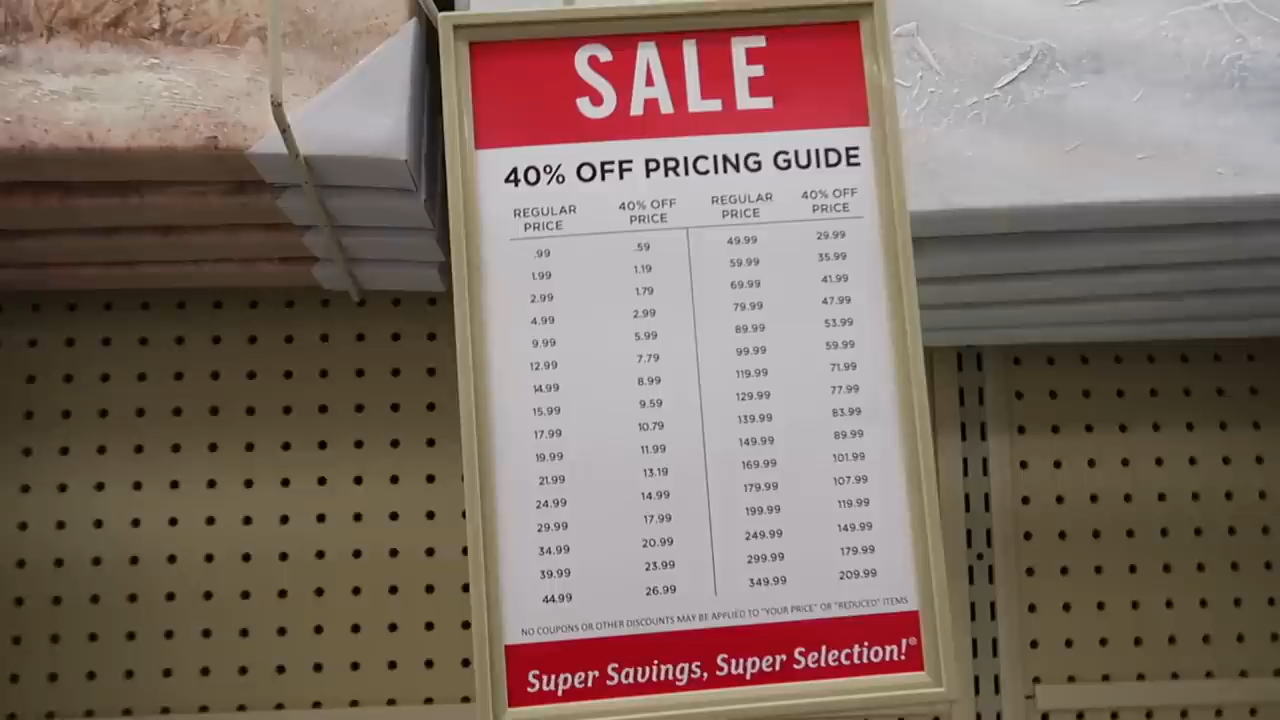 SALE
40% OFF PRICING GUIDE
REGULAR PRICE 40% OFF PRICE REGULAR PRICE 40% OFF PRICE
.99 .59 49.99 29.99
1.99 1.19 59.99 35.99
2.99 1.79 69.99 41.99
4.99 2.99 79.99 47.99
9.99 5.99 89.99 53.99
12.99 7.79 99.99 59.99
14.99 8.99 119.99 71.99
15.99 9.59 129.99 77.99
17.99 10.79 139.99 83.99
19.99 11.99 149.99 89.99
21.99 13.19 169.99 101.99
24.99 14.99 179.99 107.99
29.99 17.99 199.99 119.99
34.99 20.99 249.99 149.99
39.99 23.99 299.99 179.99
44.99 26.99 349.99 209.99
NO COUPONS OR OTHER DISCOUNTS MAY BE APPLIED TO "YOUR PRICE" OR "REDUCED" ITEMS
Super Savings, Super Selection!®